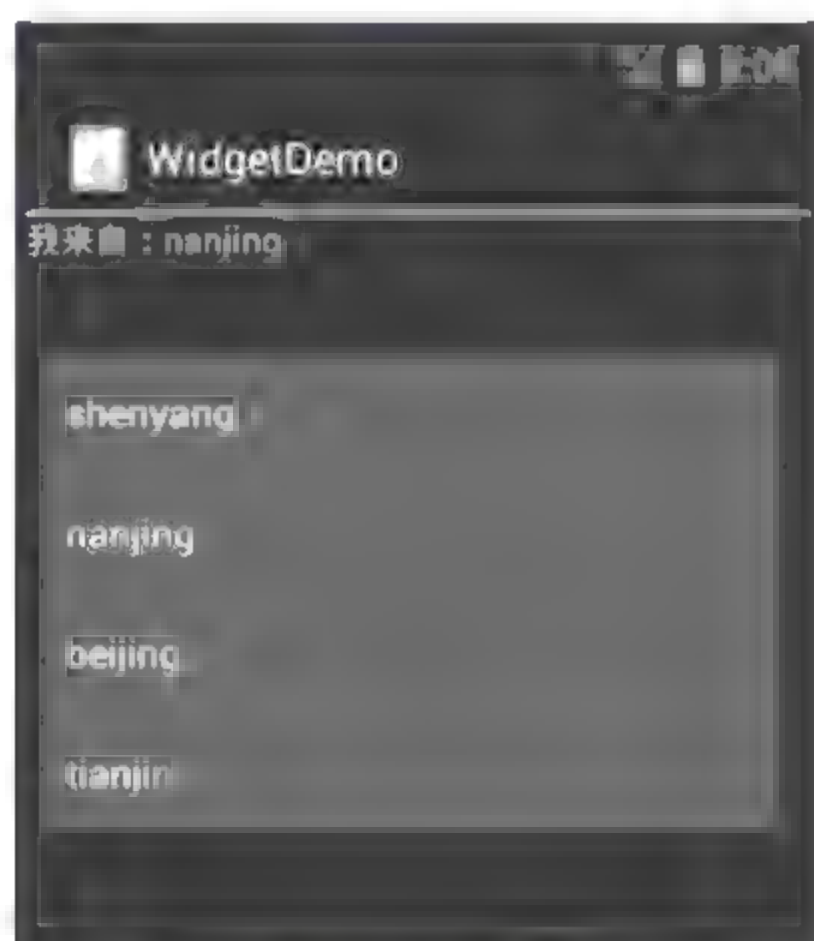 WidgetDemo
我来自：nanjing
shenyang
nanjing
beijing
tianjin